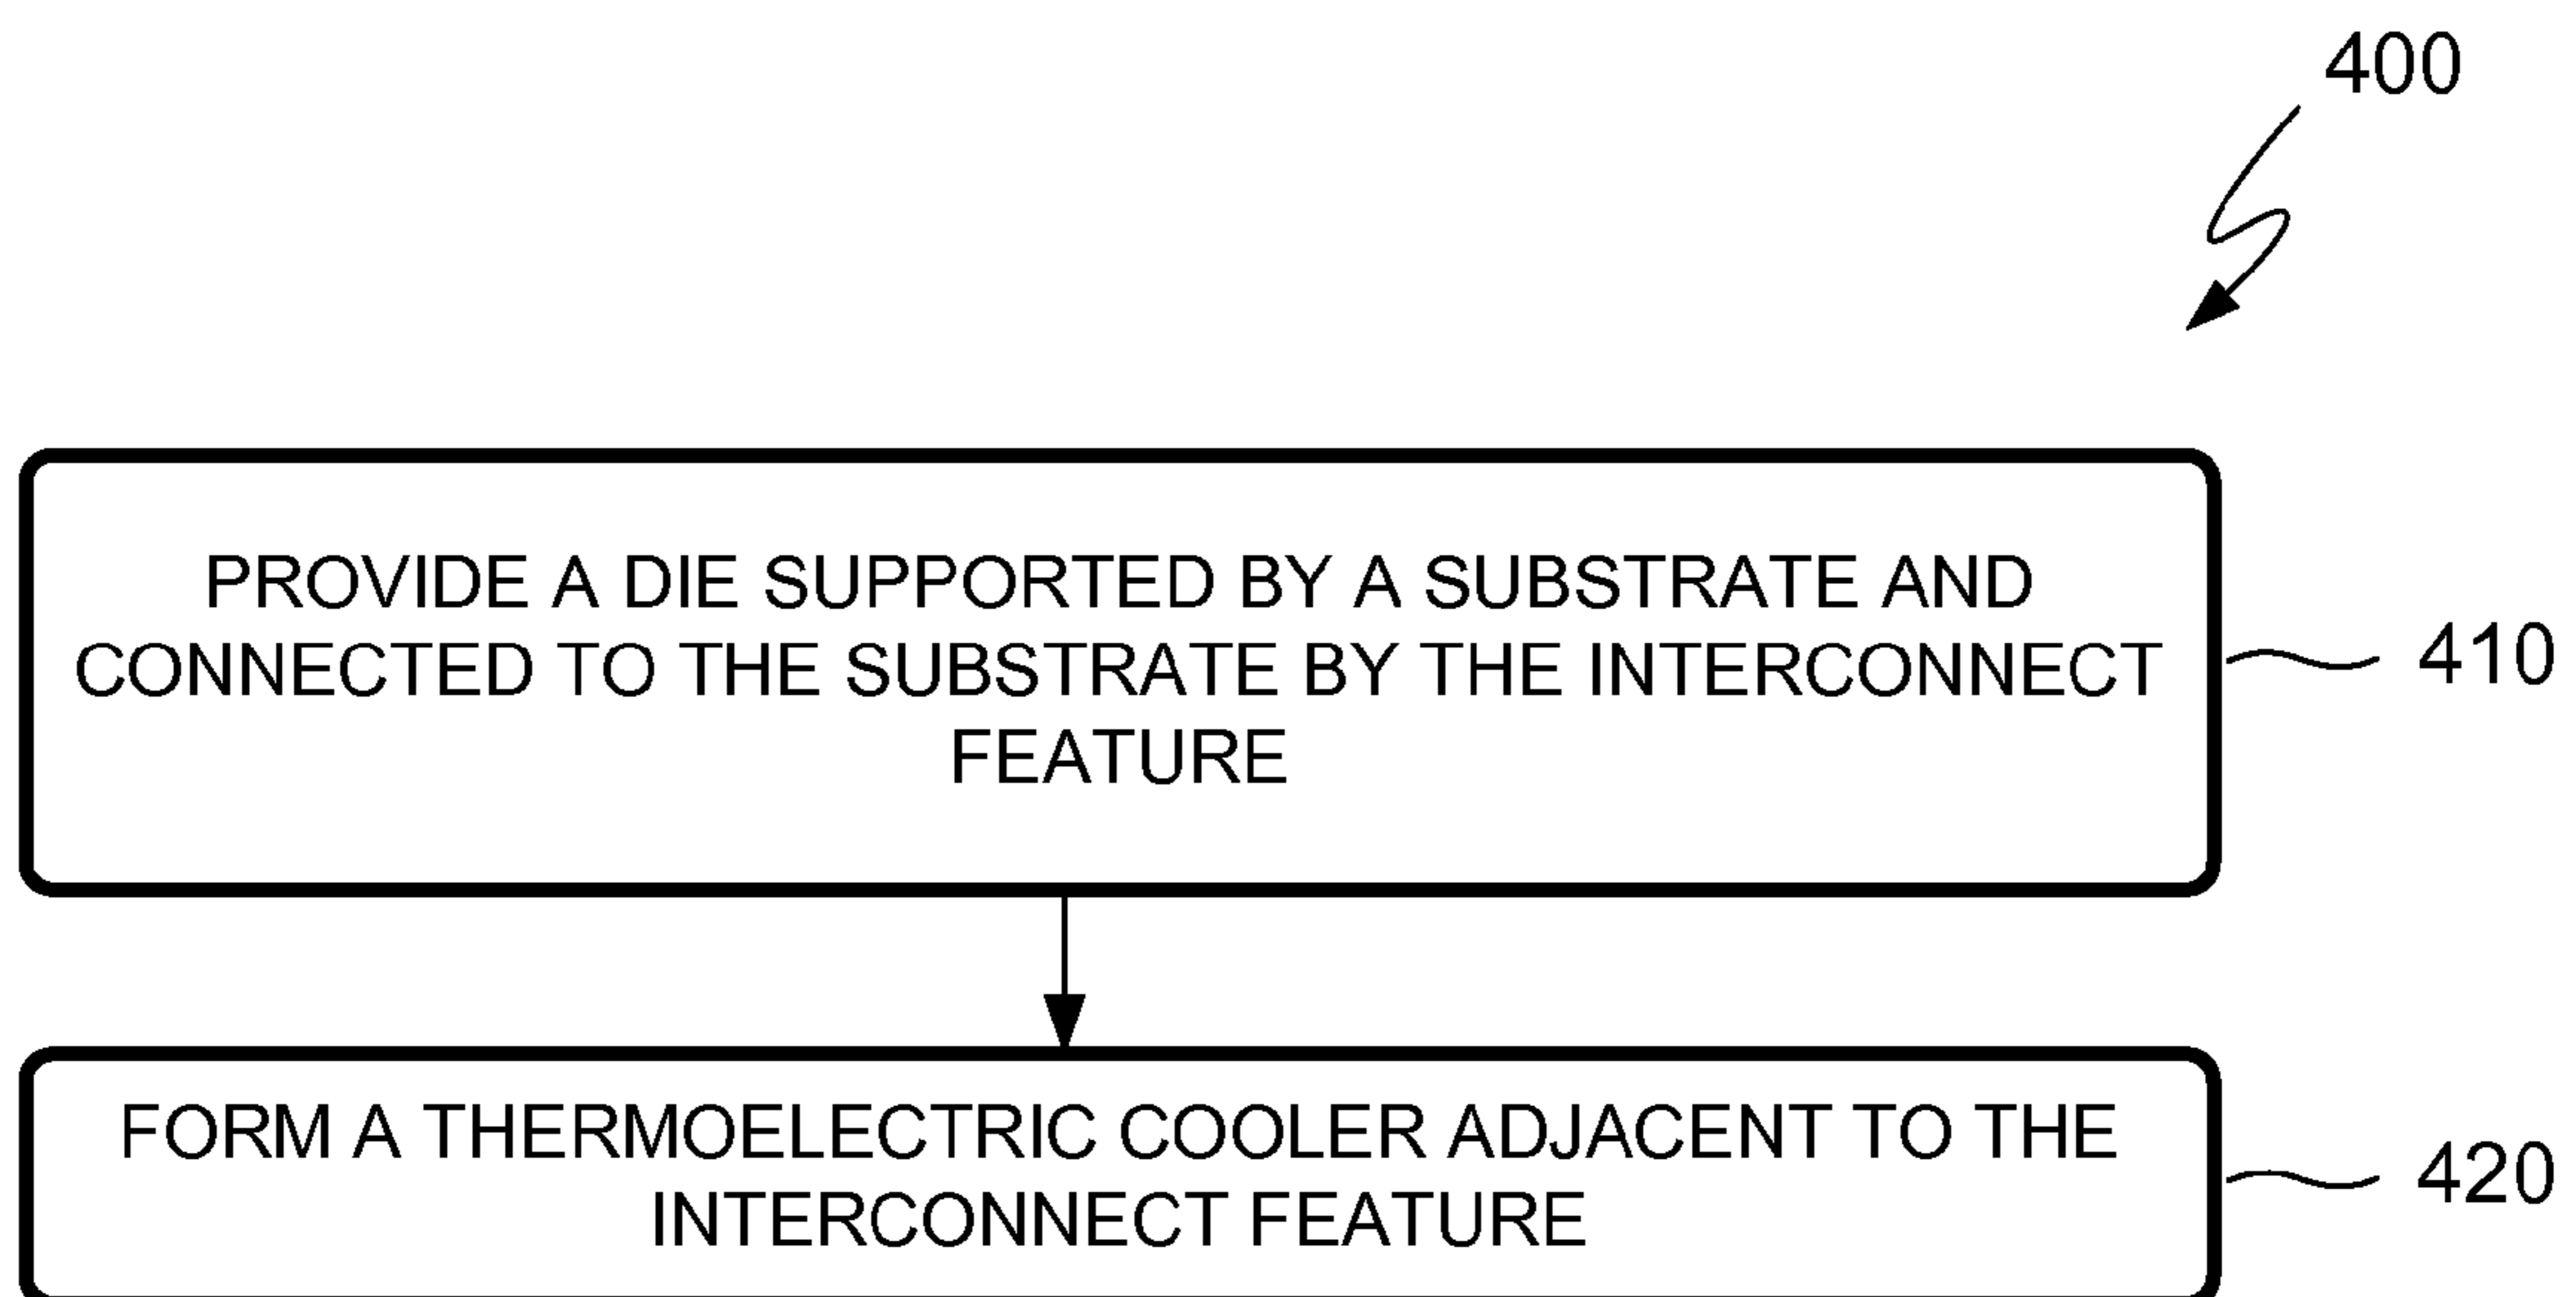 400
PROVIDE A DIE SUPPORTED BY A SUBSTRATE AND
CONNECTED TO THE SUBSTRATE BY THE INTERCONNECT
FEATURE
410
FORM A THERMOELECTRIC COOLER ADJACENT TO THE
INTERCONNECT FEATURE
420